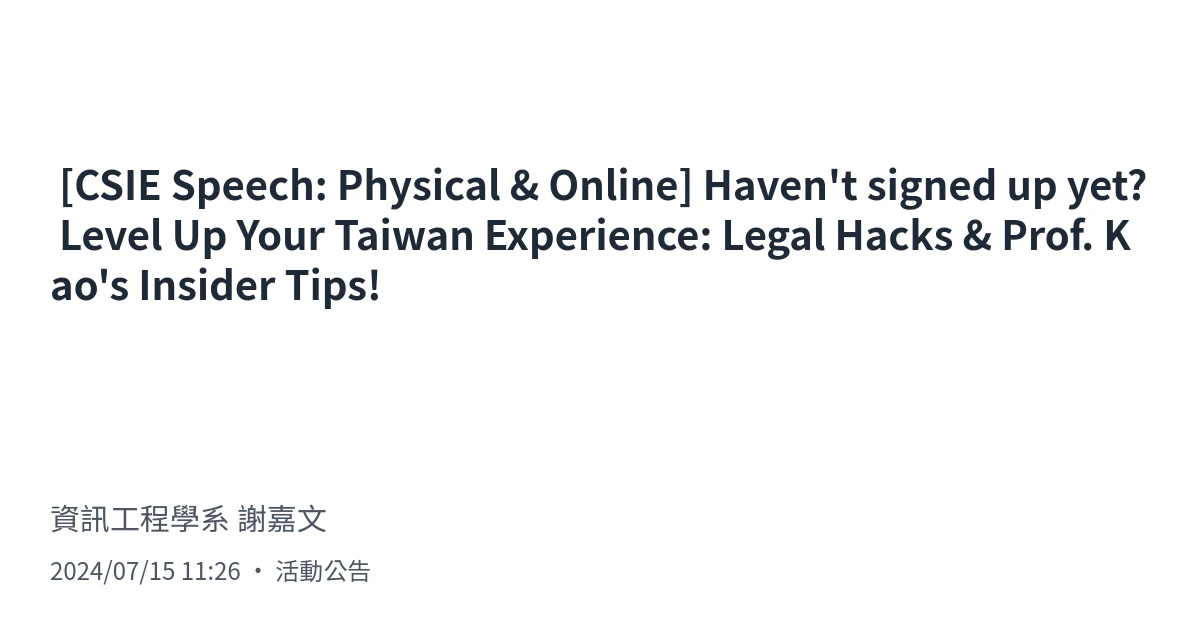 [CSIE Speech: Physical & Online] Haven't signed up yet?
Level Up Your Taiwan Experience: Legal Hacks & Prof. K
ao's Insider Tips!
資訊工程學系 謝嘉文
2024/07/15 11:26 ・ 活動公告